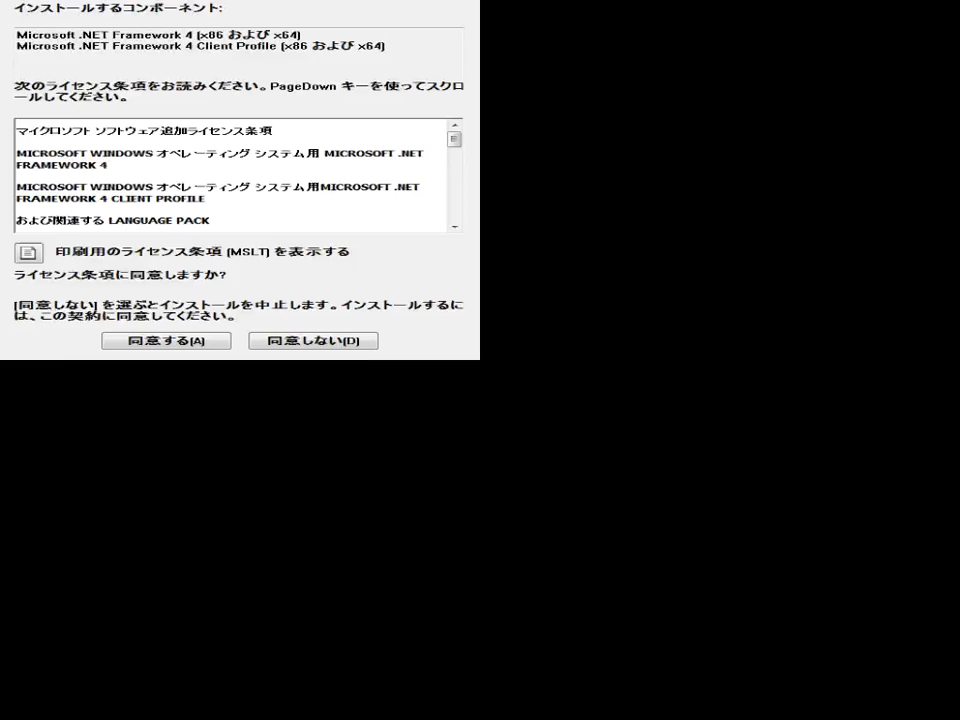 インストールするコンポーネント:
Microsoft .NET Framework 4 (x86 および x64)
Microsoft .NET Framework 4 Client Profile (x86 および x64)
次のライセンス条項をお読みください。PageDown キーを使ってスクロ
ールしてください。
マイクロソフト ソフトウェア追加ライセンス条項
MICROSOFT WINDOWS オペレーティング システム用 MICROSOFT .NET
FRAMEWORK 4
MICROSOFT WINDOWS オペレーティング システム用MICROSOFT .NET
FRAMEWORK 4 CLIENT PROFILE
および関連する LANGUAGE PACK
印刷用のライセンス条項 (MSLT) を表示する
ライセンス条項に同意しますか?
[同意しない] を選ぶとインストールを中止します。インストールするに
は、この契約に同意してください。
同意する(A) 同意しない(D)